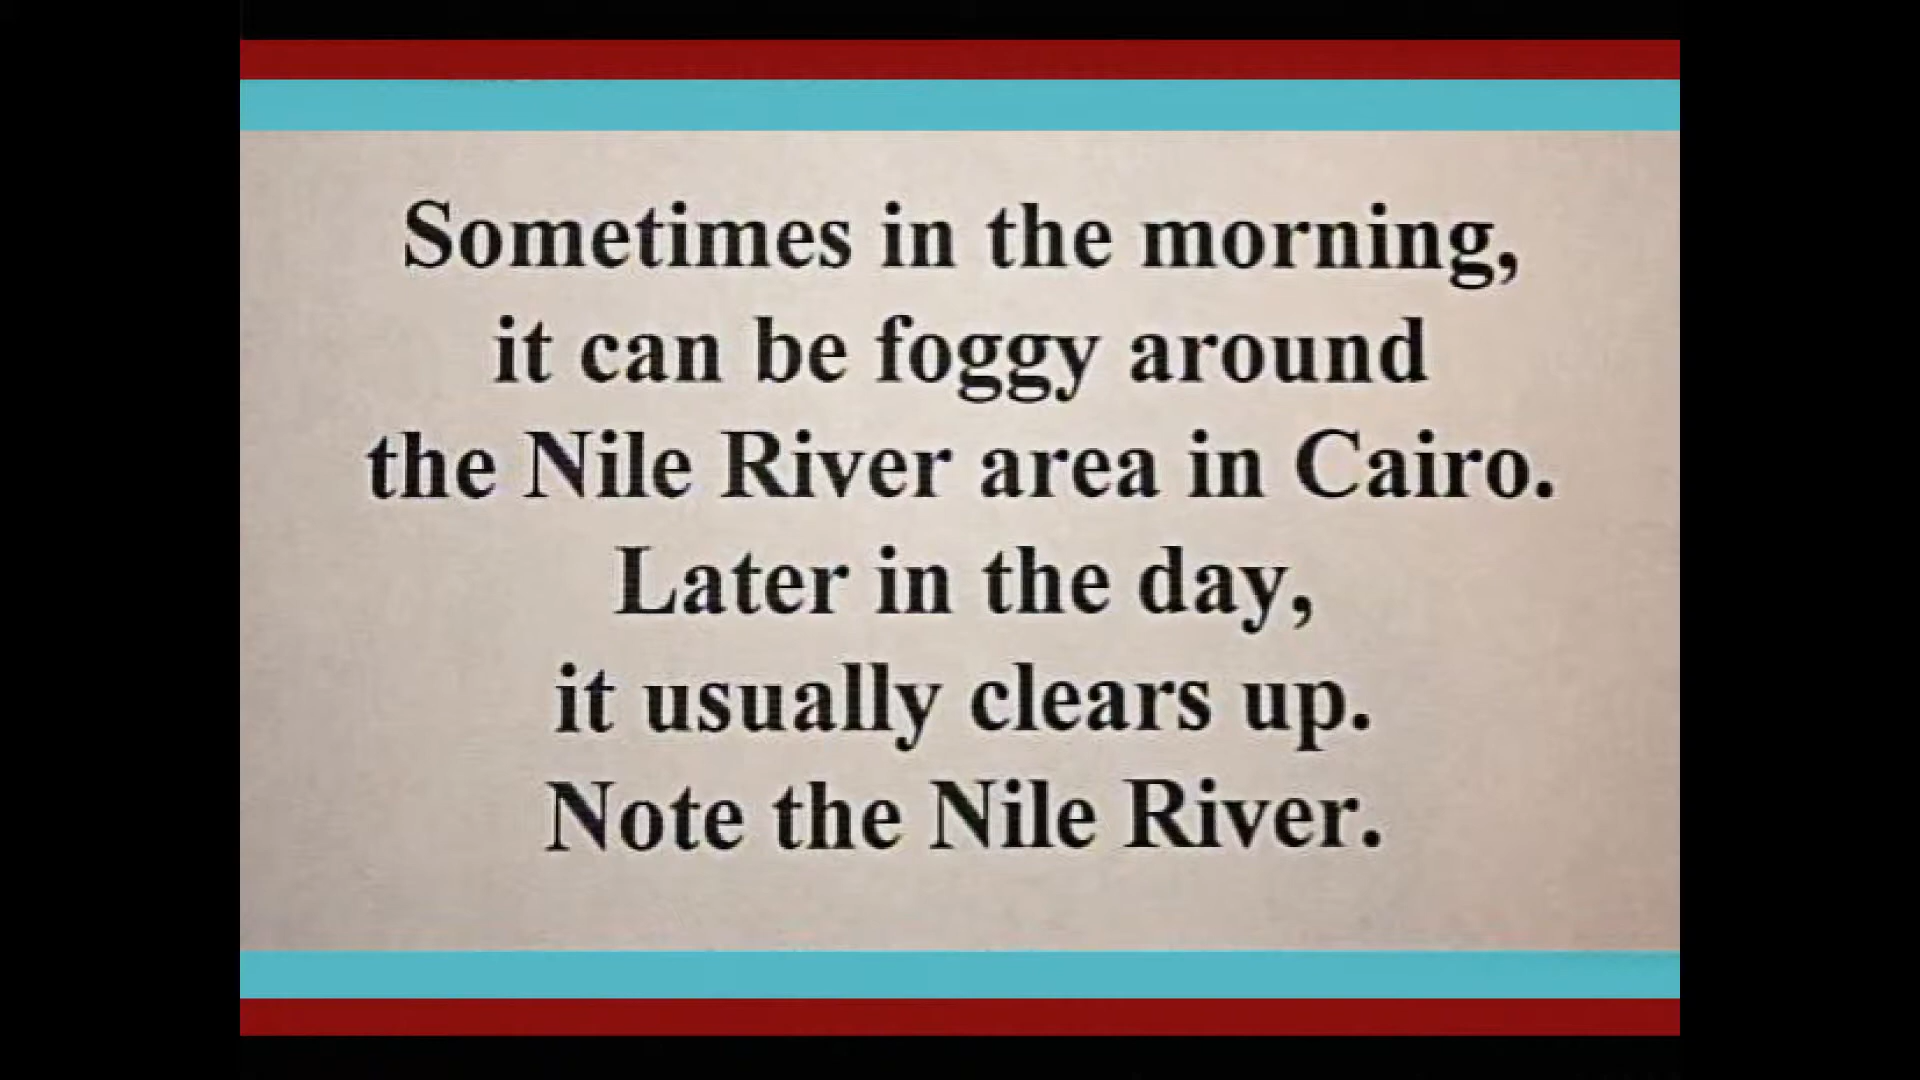 Sometimes in the morning,
it can be foggy around
the Nile River area in Cairo.
Later in the day,
it usually clears up.
Note the Nile River.